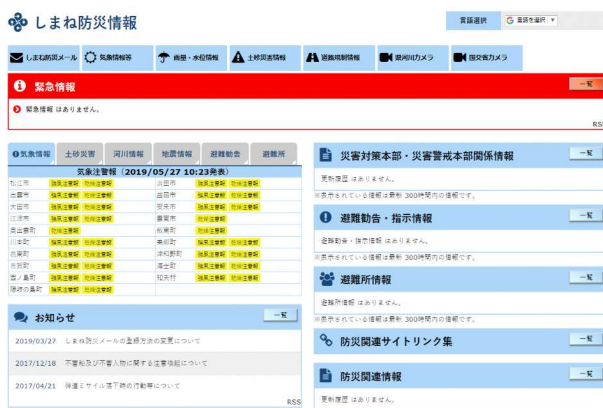 しまね防災情報
言語選択
言語を選択 ▼
しまね防災メール
気象情報等
雨量・水位情報
土砂災害情報
避難規制情報
県河川カメラ
国交省カメラ
緊急情報
一覧
緊急情報 はありません。
RSS
気象情報 土砂災害 河川情報 地震情報 避難勧告 避難所
気象注警報 (2019/05/27 10:23発表)
松江市 強風注意報 乾燥注意報 浜田市 強風注意報 乾燥注意報
出雲市 強風注意報 乾燥注意報 益田市 強風注意報 乾燥注意報
大田市 強風注意報 乾燥注意報 安来市 強風注意報 乾燥注意報
江津市 強風注意報 乾燥注意報 雲南市 乾燥注意報
奥出雲町 乾燥注意報 飯南町 乾燥注意報
川本町 強風注意報 乾燥注意報 美郷町 強風注意報 乾燥注意報
邑南町 強風注意報 乾燥注意報 津和野町 強風注意報 乾燥注意報
吉賀町 強風注意報 乾燥注意報 海士町 強風注意報 乾燥注意報
西ノ島町 強風注意報 乾燥注意報 知夫村 強風注意報 乾燥注意報
隠岐の島町 強風注意報 乾燥注意報
お知らせ
一覧
2019/03/27 しまね防災メールの登録方法の変更について
2017/12/18 不審船及び不審人物に関する注意喚起について
2017/04/21 弾道ミサイル落下時の行動等について
RSS
災害対策本部・災害警戒本部関係情報
一覧
更新履歴 はありません。
※表示されている情報は最新 300時間内の情報です。
避難勧告・指示情報
一覧
避難勧告・指示情報 はありません。
※表示されている情報は最新 300時間内の情報です。
避難所情報
一覧
避難所情報 はありません。
※表示されている情報は最新 300時間内の情報です。
防災関連サイトリンク集
一覧
防災関連情報
一覧
更新履歴 はありません。